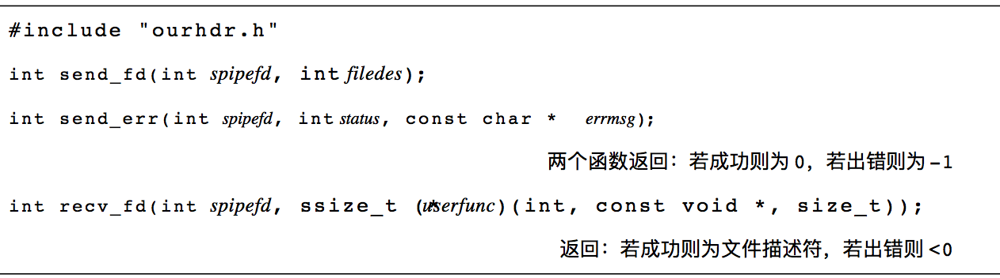 #include "ourhdr.h"
int send_fd(int spipefd, int filedes);
int send_err(int spipefd, int status, const char * errmsg);
两个函数返回：若成功则为 0，若出错则为 –1
int recv_fd(int spipefd, ssize_t (*userfunc)(int, const void *, size_t));
返回：若成功则为文件描述符，若出错则 <0